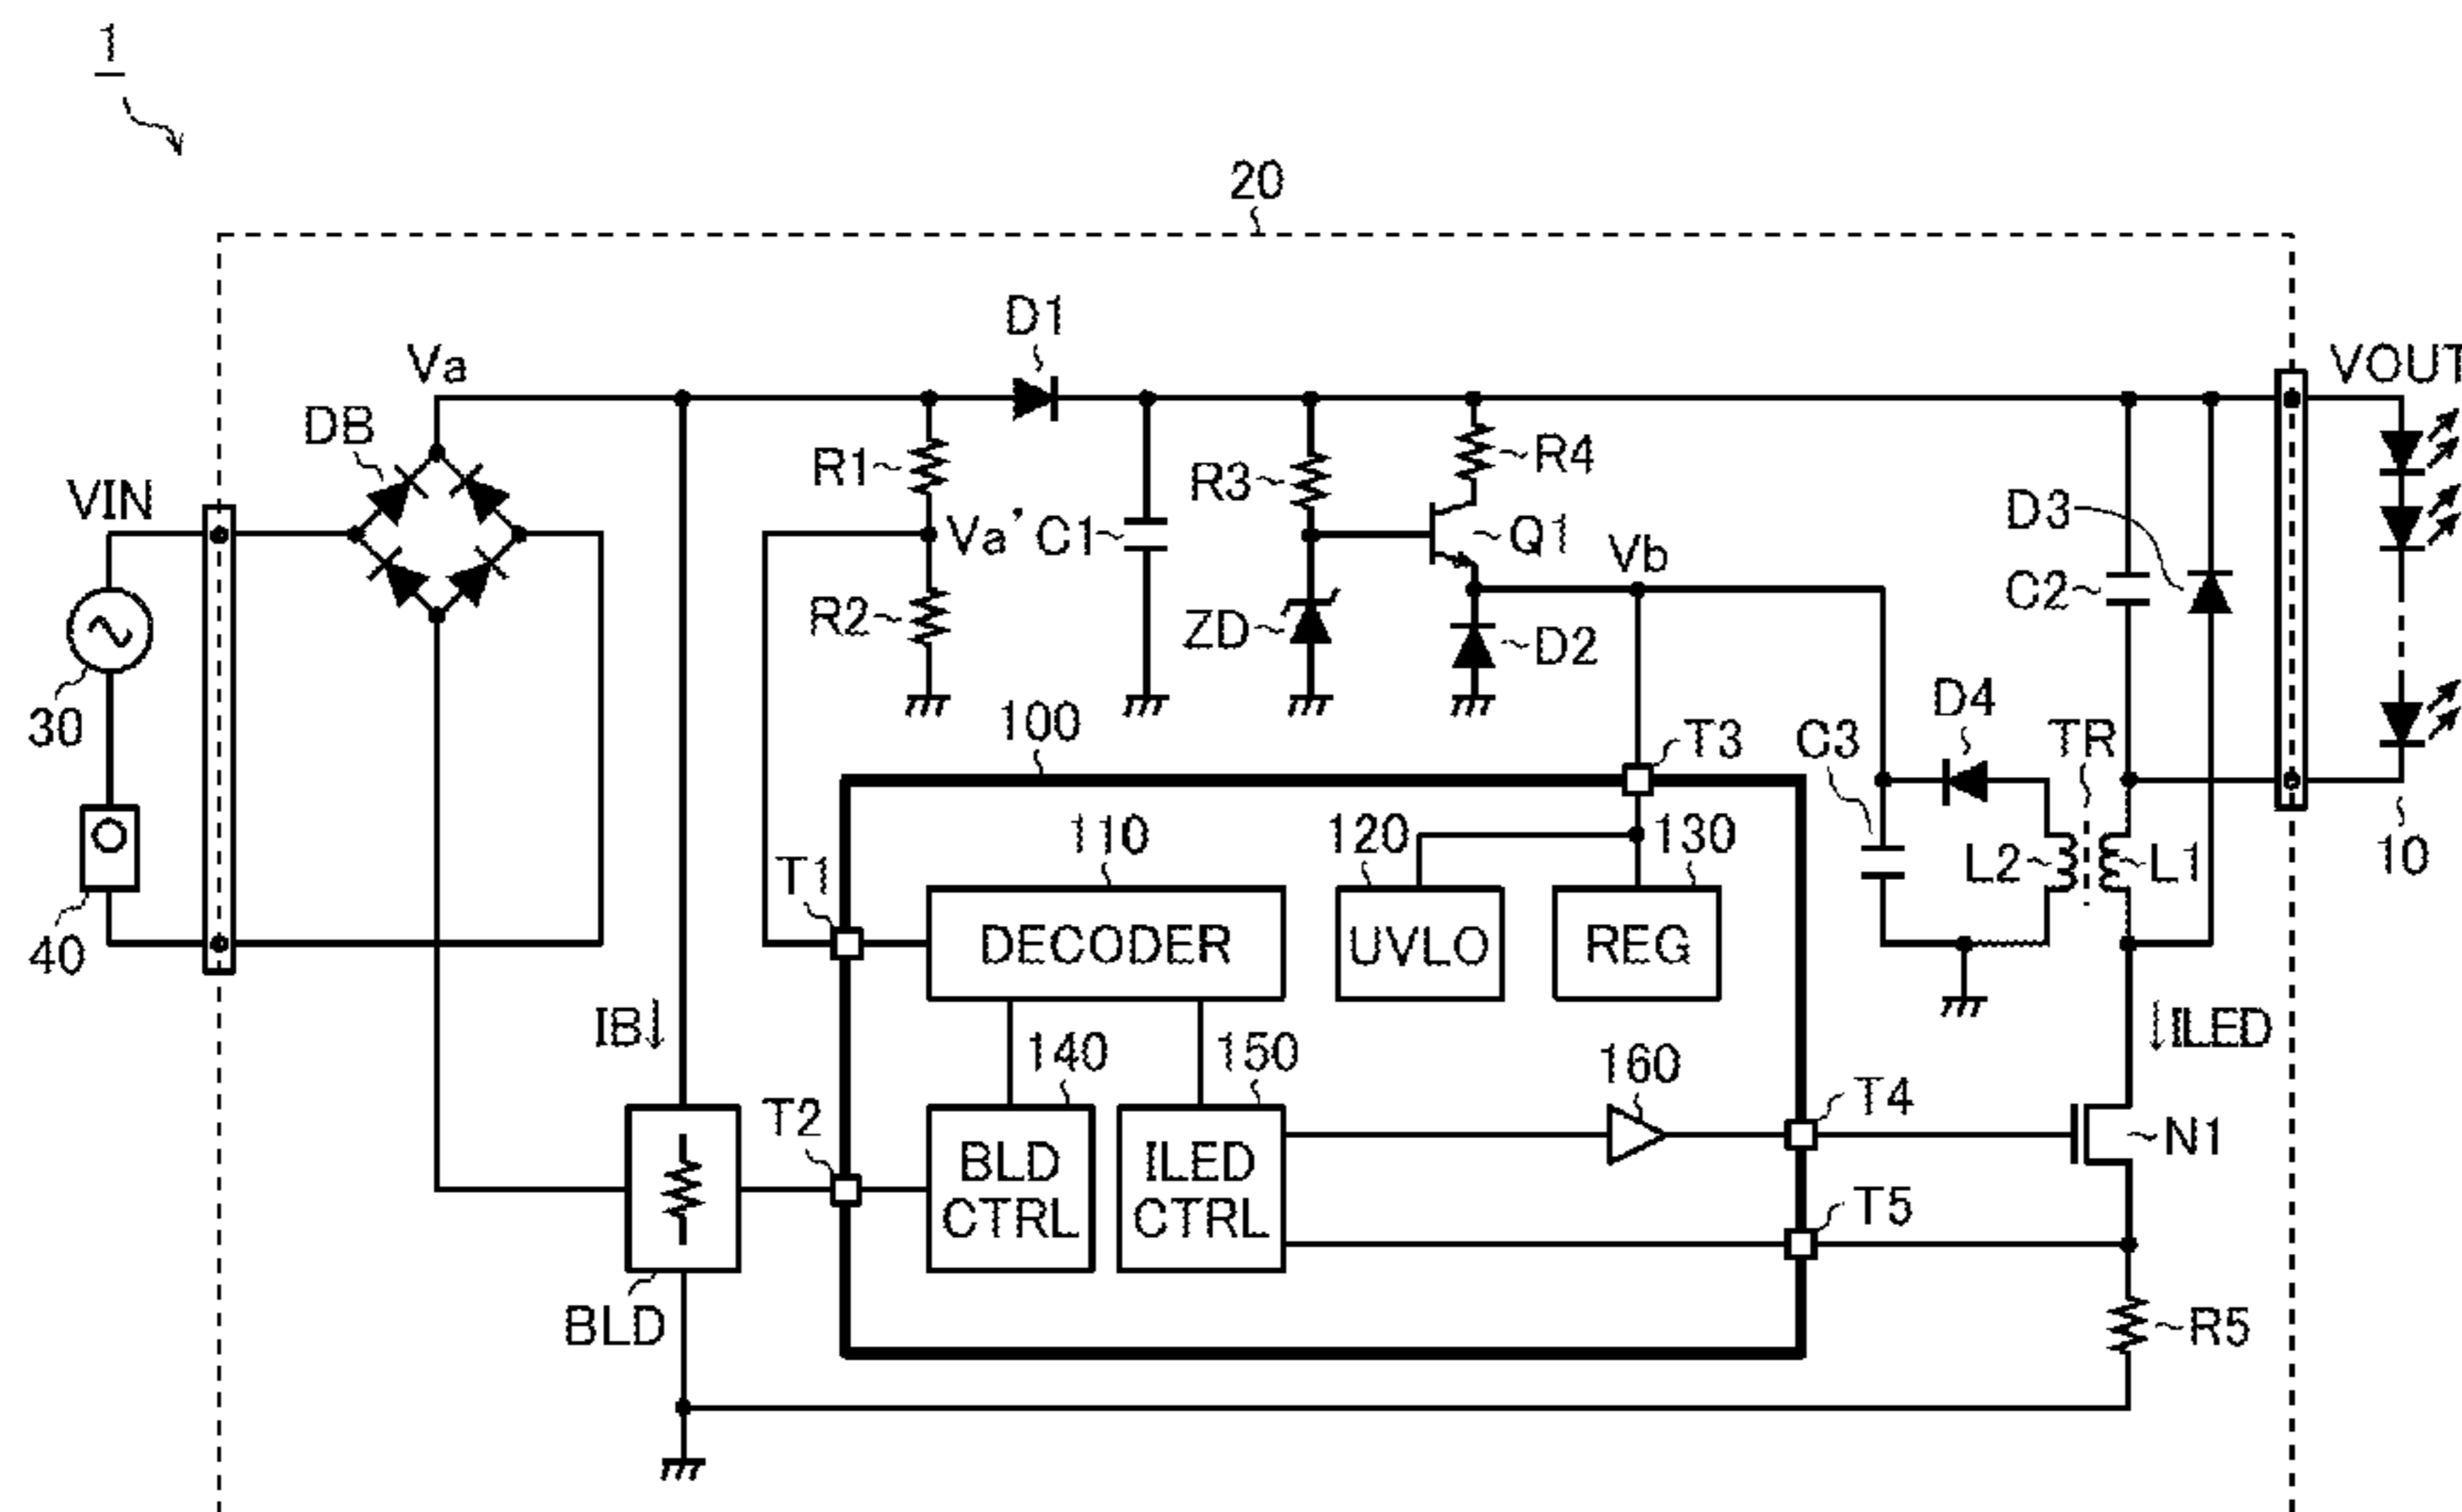 1
20
D1
Va
VOUT
DB
R1
R3
R4
VIN
Va'
C1
Q1
Vb
D3
C2
R2
ZD
D2
30
100
T3
C3
D4
TR
110
120
130
T1
L2
L1
10
40
DECODER
UVLO
REG
IB
140
150
160
ILED
T2
T4
BLD
CTRL
ILED
CTRL
N1
T5
BLD
R5